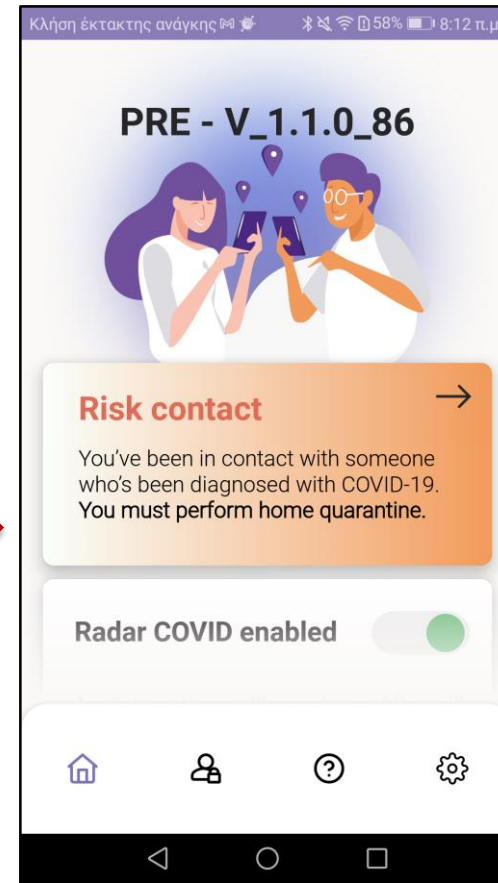 Κλήση έκτακτης ανάγκης 58% 8:12 π.μ
PRE - V_1.1.0_86
Risk contact
You've been in contact with someone
who's been diagnosed with COVID-19.
You must perform home quarantine.
Radar COVID enabled